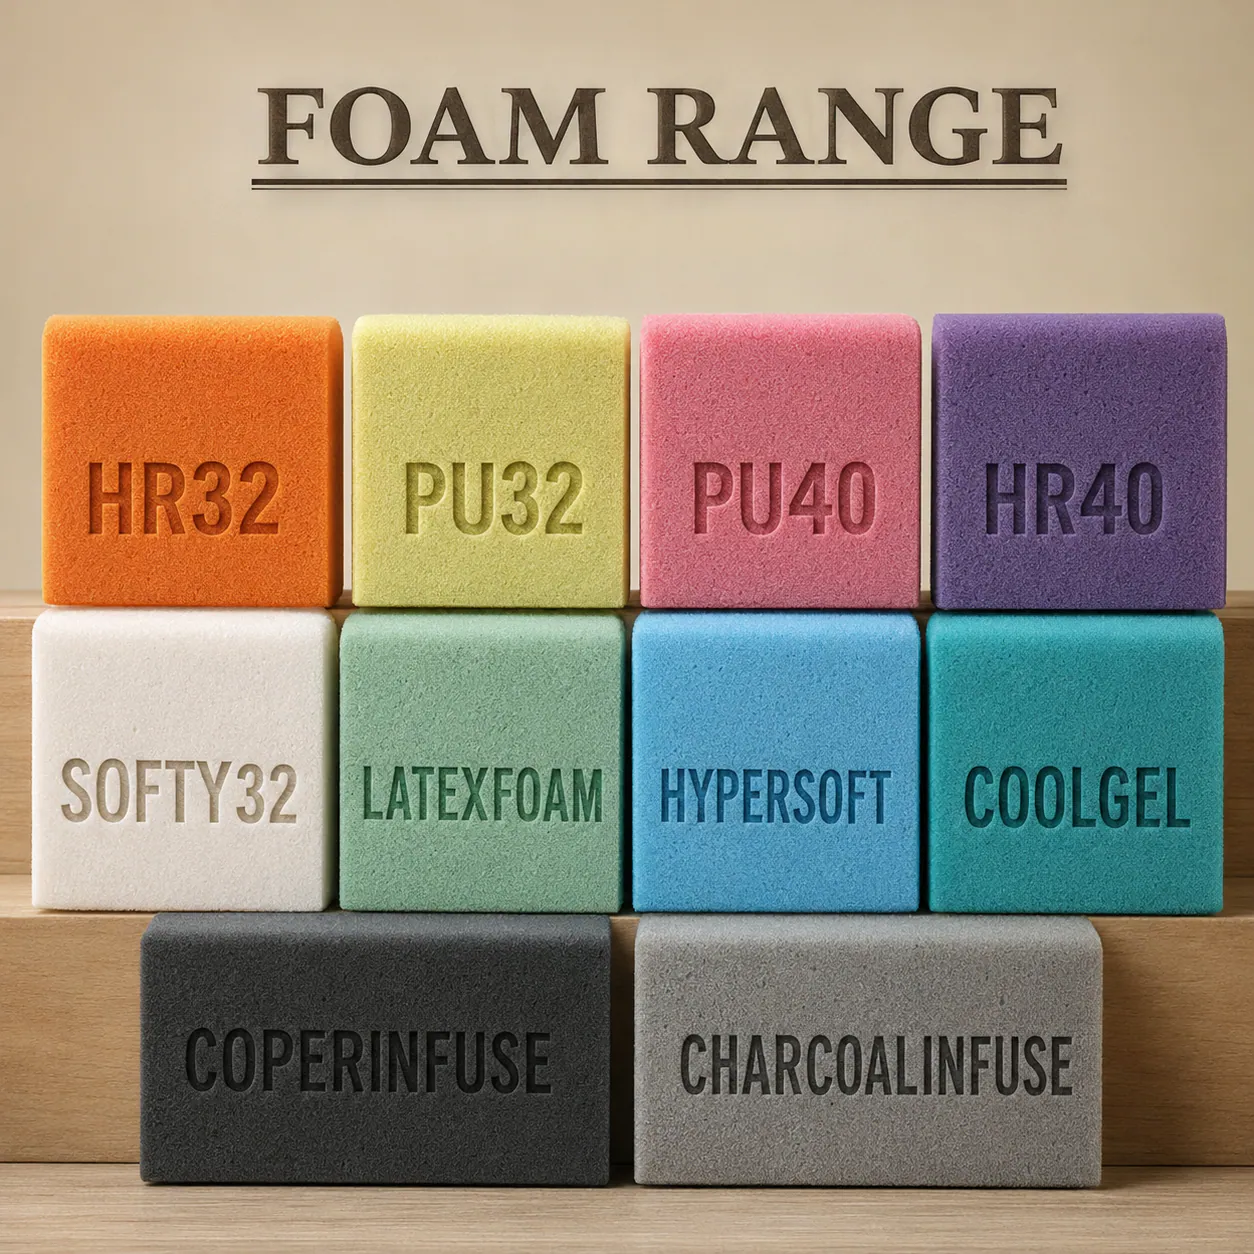 FOAM RANGE
HR32
PU32
PU40
HR40
SOFTY32
LATEXFOAM
HYPERSOFT
COOLGEL
COPERINFUSE
CHARCOALINFUSE